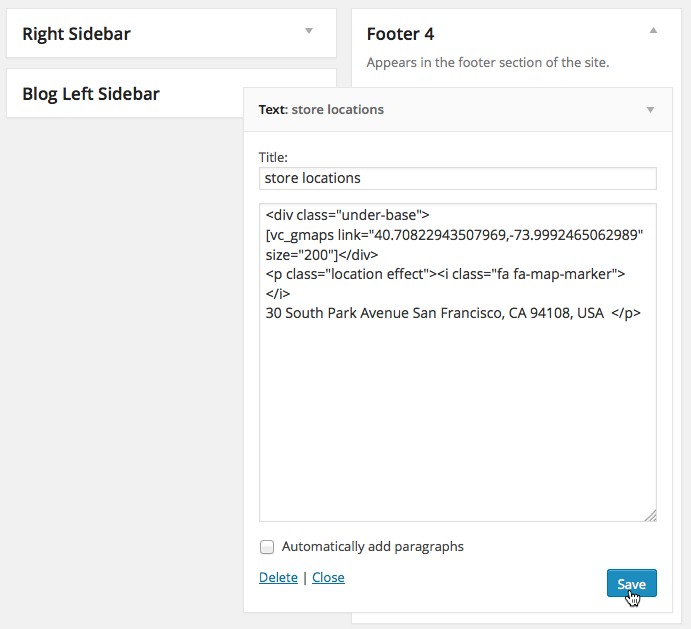 Right Sidebar
Blog Left Sidebar
Footer 4
Appears in the footer section of the site.
Text: store locations
Title:
store locations
<div class="under-base">
[vc_gmaps link="40.70822943507969,-73.9992465062989"
size="200"]</div>
<p class="location effect"><i class="fa fa-map-marker">
</i>
30 South Park Avenue San Francisco, CA 94108, USA  </p>
Automatically add paragraphs
Delete | Close
Save